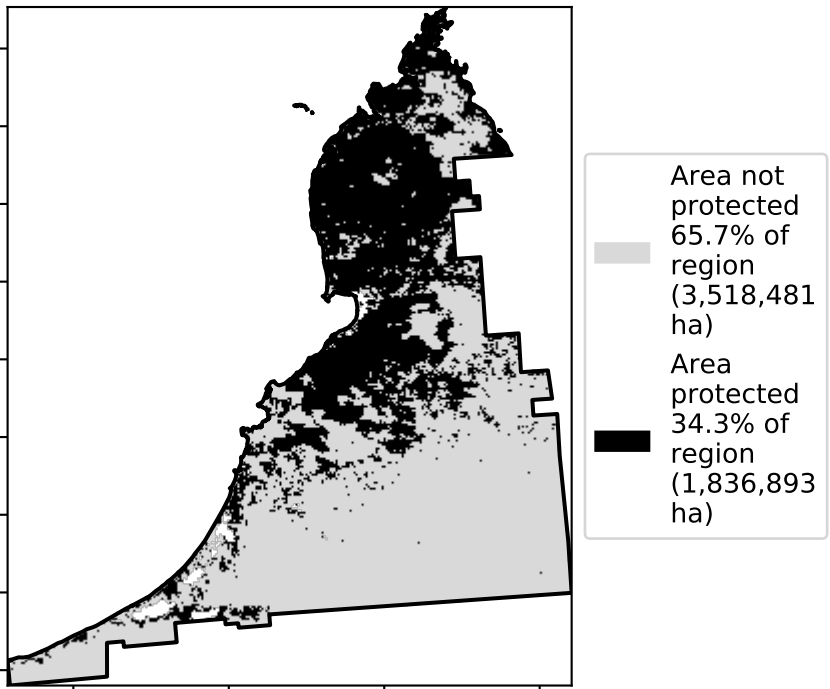 Area not
protected
65.7% of
region
(3,518,481
ha)
Area
protected
34.3% of
region
(1,836,893
ha)